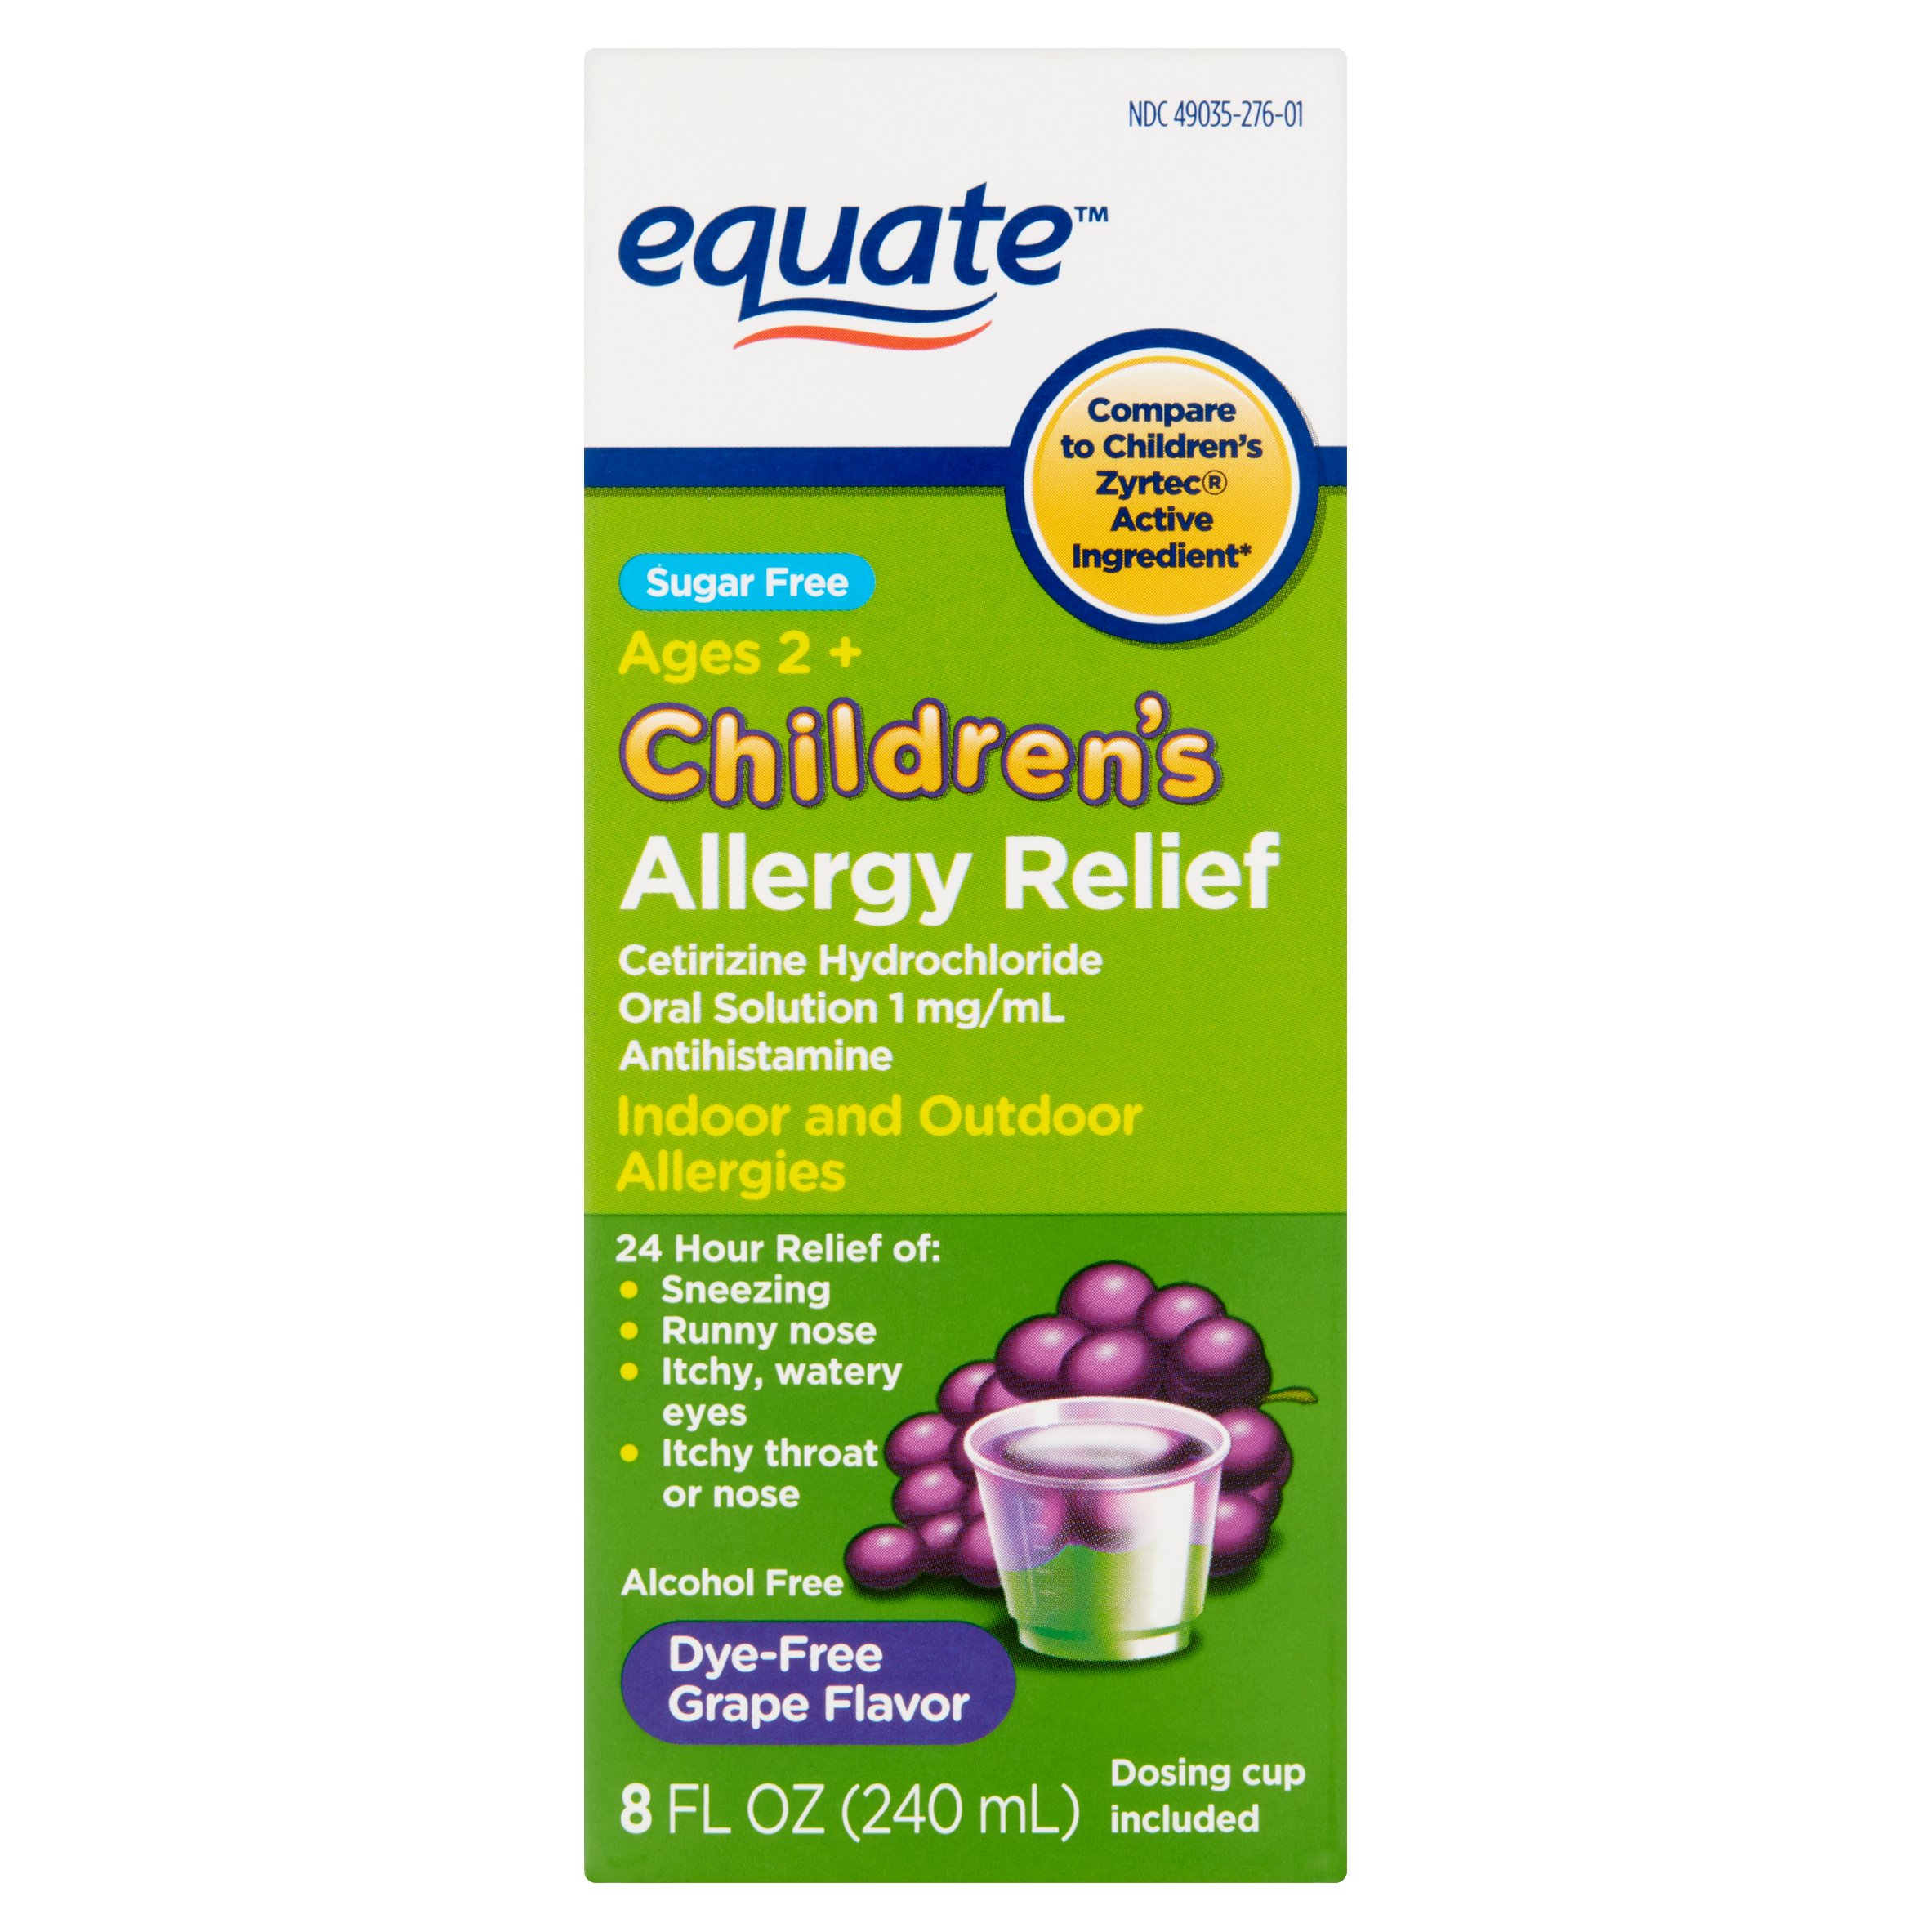 NDC 49035-276-01
equate™
Compare
to Children's
Zyrtec®
Active
Ingredient*
Sugar Free
Ages 2 +
Children's
Allergy Relief
Cetirizine Hydrochloride
Oral Solution 1 mg/mL
Antihistamine
Indoor and Outdoor
Allergies
24 Hour Relief of:
• Sneezing
• Runny nose
• Itchy, watery
eyes
• Itchy throat
or nose
Alcohol Free
Dye-Free
Grape Flavor
8 FL OZ (240 mL)
Dosing cup
included